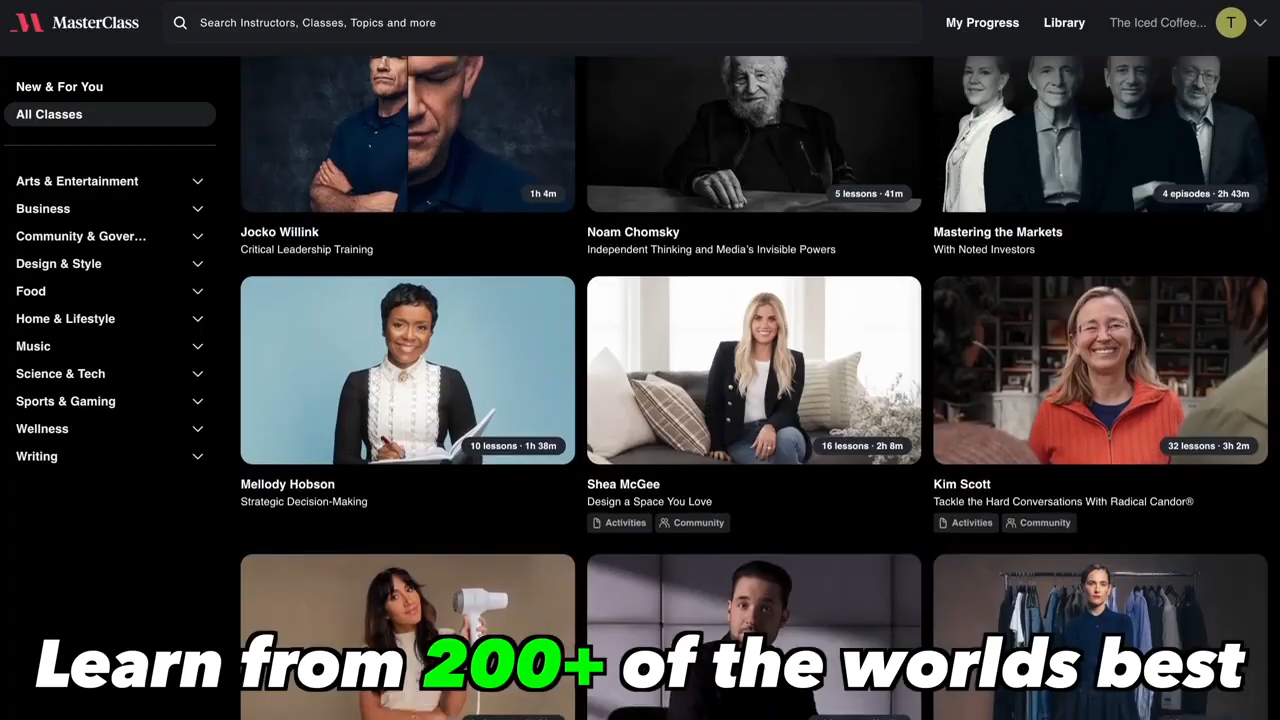 MasterClass
Search Instructors, Classes, Topics and more
My Progress
Library
The Iced Coffee...
T
New & For You
All Classes
Arts & Entertainment
Business
Community & Gover...
Design & Style
Food
Home & Lifestyle
Music
Science & Tech
Sports & Gaming
Wellness
Writing
1h 4m
5 lessons · 41m
4 episodes · 2h 43m
Jocko Willink
Critical Leadership Training
Noam Chomsky
Independent Thinking and Media's Invisible Powers
Mastering the Markets
With Noted Investors
10 lessons · 1h 38m
16 lessons · 2h 8m
32 lessons · 3h 2m
Mellody Hobson
Strategic Decision-Making
Shea McGee
Design a Space You Love
Activities
Community
Kim Scott
Tackle the Hard Conversations With Radical Candor®
Activities
Community
Learn from 200+ of the worlds best